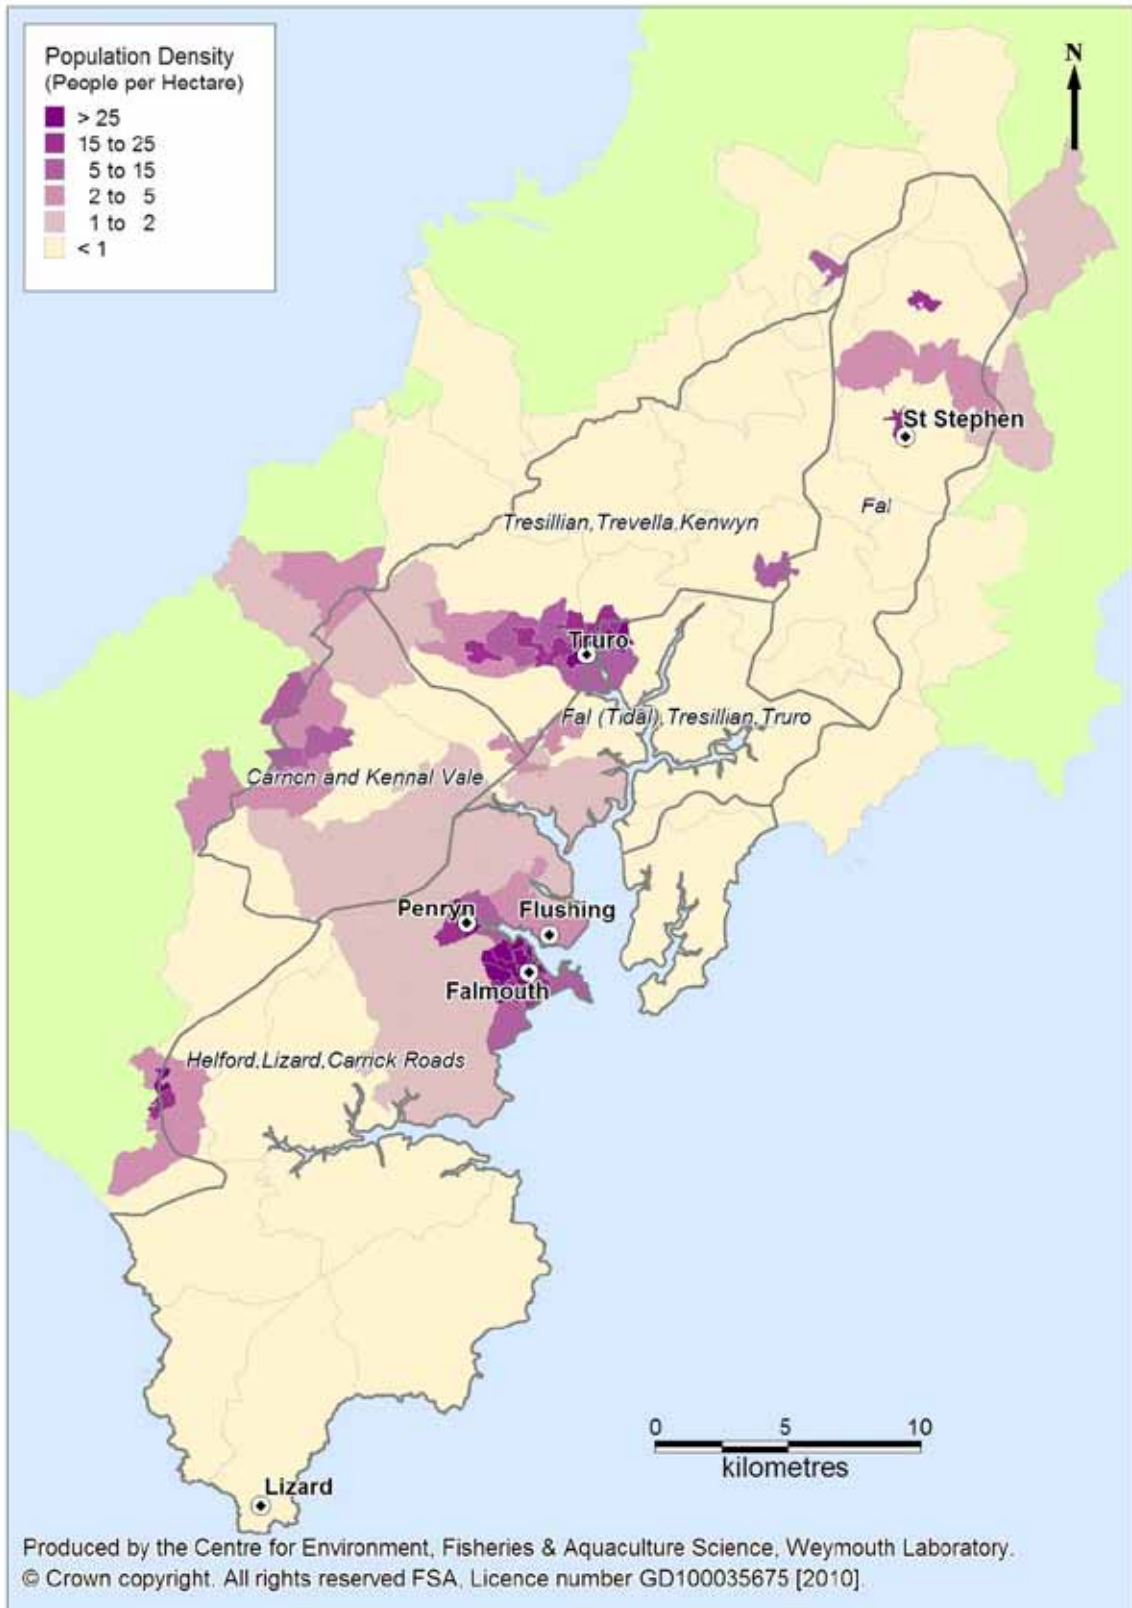 Population Density
(People per Hectare)
> 25
15 to 25
5 to 15
2 to 5
1 to 2
< 1
N
St Stephen
Fal
Tresillian,Trevella,Kenwyn
Truro
Fal (Tidal),Tresillian,Truro
Carnon and Kennal Vale
Penryn
Flushing
Falmouth
Helford,Lizard,Carrick Roads
0 5 10
kilometres
Lizard
Produced by the Centre for Environment, Fisheries & Aquaculture Science, Weymouth Laboratory.
© Crown copyright. All rights reserved FSA, Licence number GD100035675 [2010].